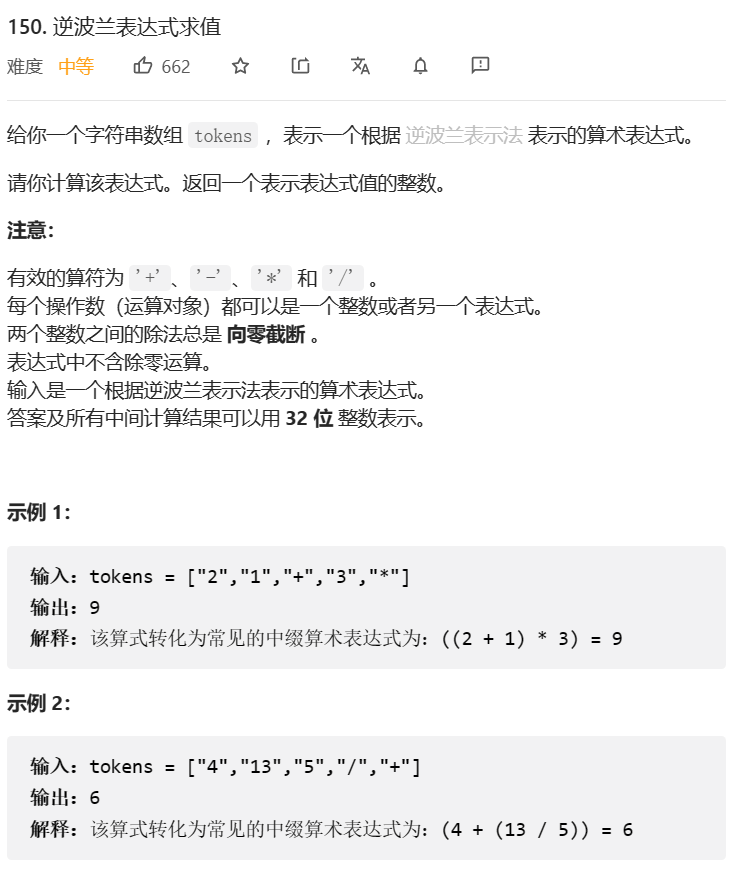 150. 逆波兰表达式求值
难度 中等 662
给你一个字符串数组 tokens ，表示一个根据 逆波兰表示法 表示的算术表达式。
请你计算该表达式。返回一个表示表达式值的整数。
注意：
有效的算符为 '+'、'-'、'*' 和 '/' 。
每个操作数（运算对象）都可以是一个整数或者另一个表达式。
两个整数之间的除法总是 向零截断 。
表达式中不含除零运算。
输入是一个根据逆波兰表示法表示的算术表达式。
答案及所有中间计算结果可以用 32 位 整数表示。
示例 1：
输入：tokens = ["2","1","+","3","*"]
输出：9
解释：该算式转化为常见的中缀算术表达式为：((2 + 1) * 3) = 9
示例 2：
输入：tokens = ["4","13","5","/","+"]
输出：6
解释：该算式转化为常见的中缀算术表达式为：(4 + (13 / 5)) = 6